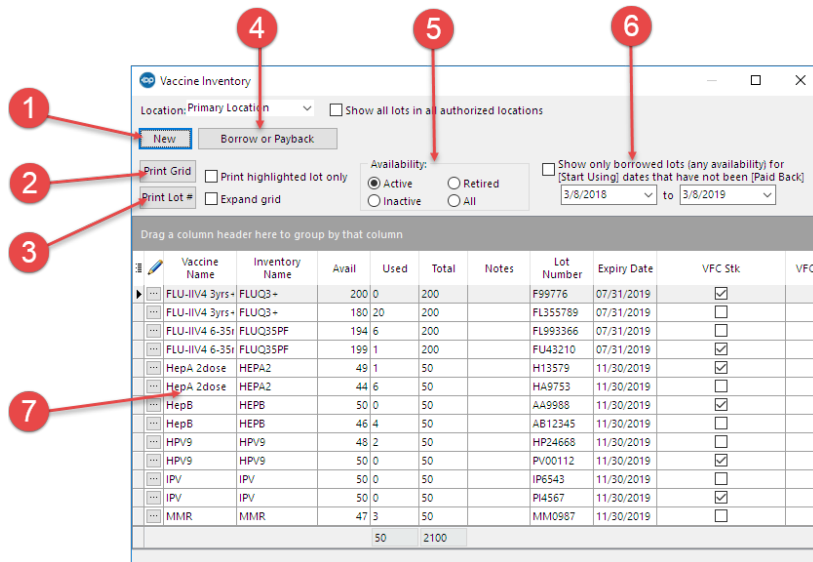 4
5
6
1
Vaccine Inventory
Location: Primary Location
Show all lots in all authorized locations
New
Borrow or Payback
2
Print Grid
Print highlighted lot only
Availability:
Active
Retired
Inactive
All
Show only borrowed lots (any availability) for
[Start Using] dates that have not been [Paid Back]
3/8/2018 to 3/8/2019
3
Print Lot #
Expand grid
Drag a column header here to group by that column
Vaccine Name Inventory Name Avail Used Total Notes Lot Number Expiry Date VFC Stk VFC
FLU-IIV4 3yrs+ FLUQ3+ 200 0 200 F99776 07/31/2019
FLU-IIV4 3yrs+ FLUQ3+ 180 20 200 FL355789 07/31/2019
FLU-IIV4 6-35r FLUQ35PF 194 6 200 FL993366 07/31/2019
FLU-IIV4 6-35r FLUQ35PF 199 1 200 FU43210 07/31/2019
HepA 2dose HEPA2 49 1 50 H13579 11/30/2019
7
HepA 2dose HEPA2 44 6 50 HA9753 11/30/2019
HepB HEPB 50 0 50 AA9988 11/30/2019
HepB HEPB 46 4 50 AB12345 11/30/2019
HPV9 HPV9 48 2 50 HP24668 11/30/2019
HPV9 HPV9 50 0 50 PV00112 11/30/2019
IPV IPV 50 0 50 IP6543 11/30/2019
IPV IPV 50 0 50 PI4567 11/30/2019
MMR MMR 47 3 50 MM0987 11/30/2019
50 2100